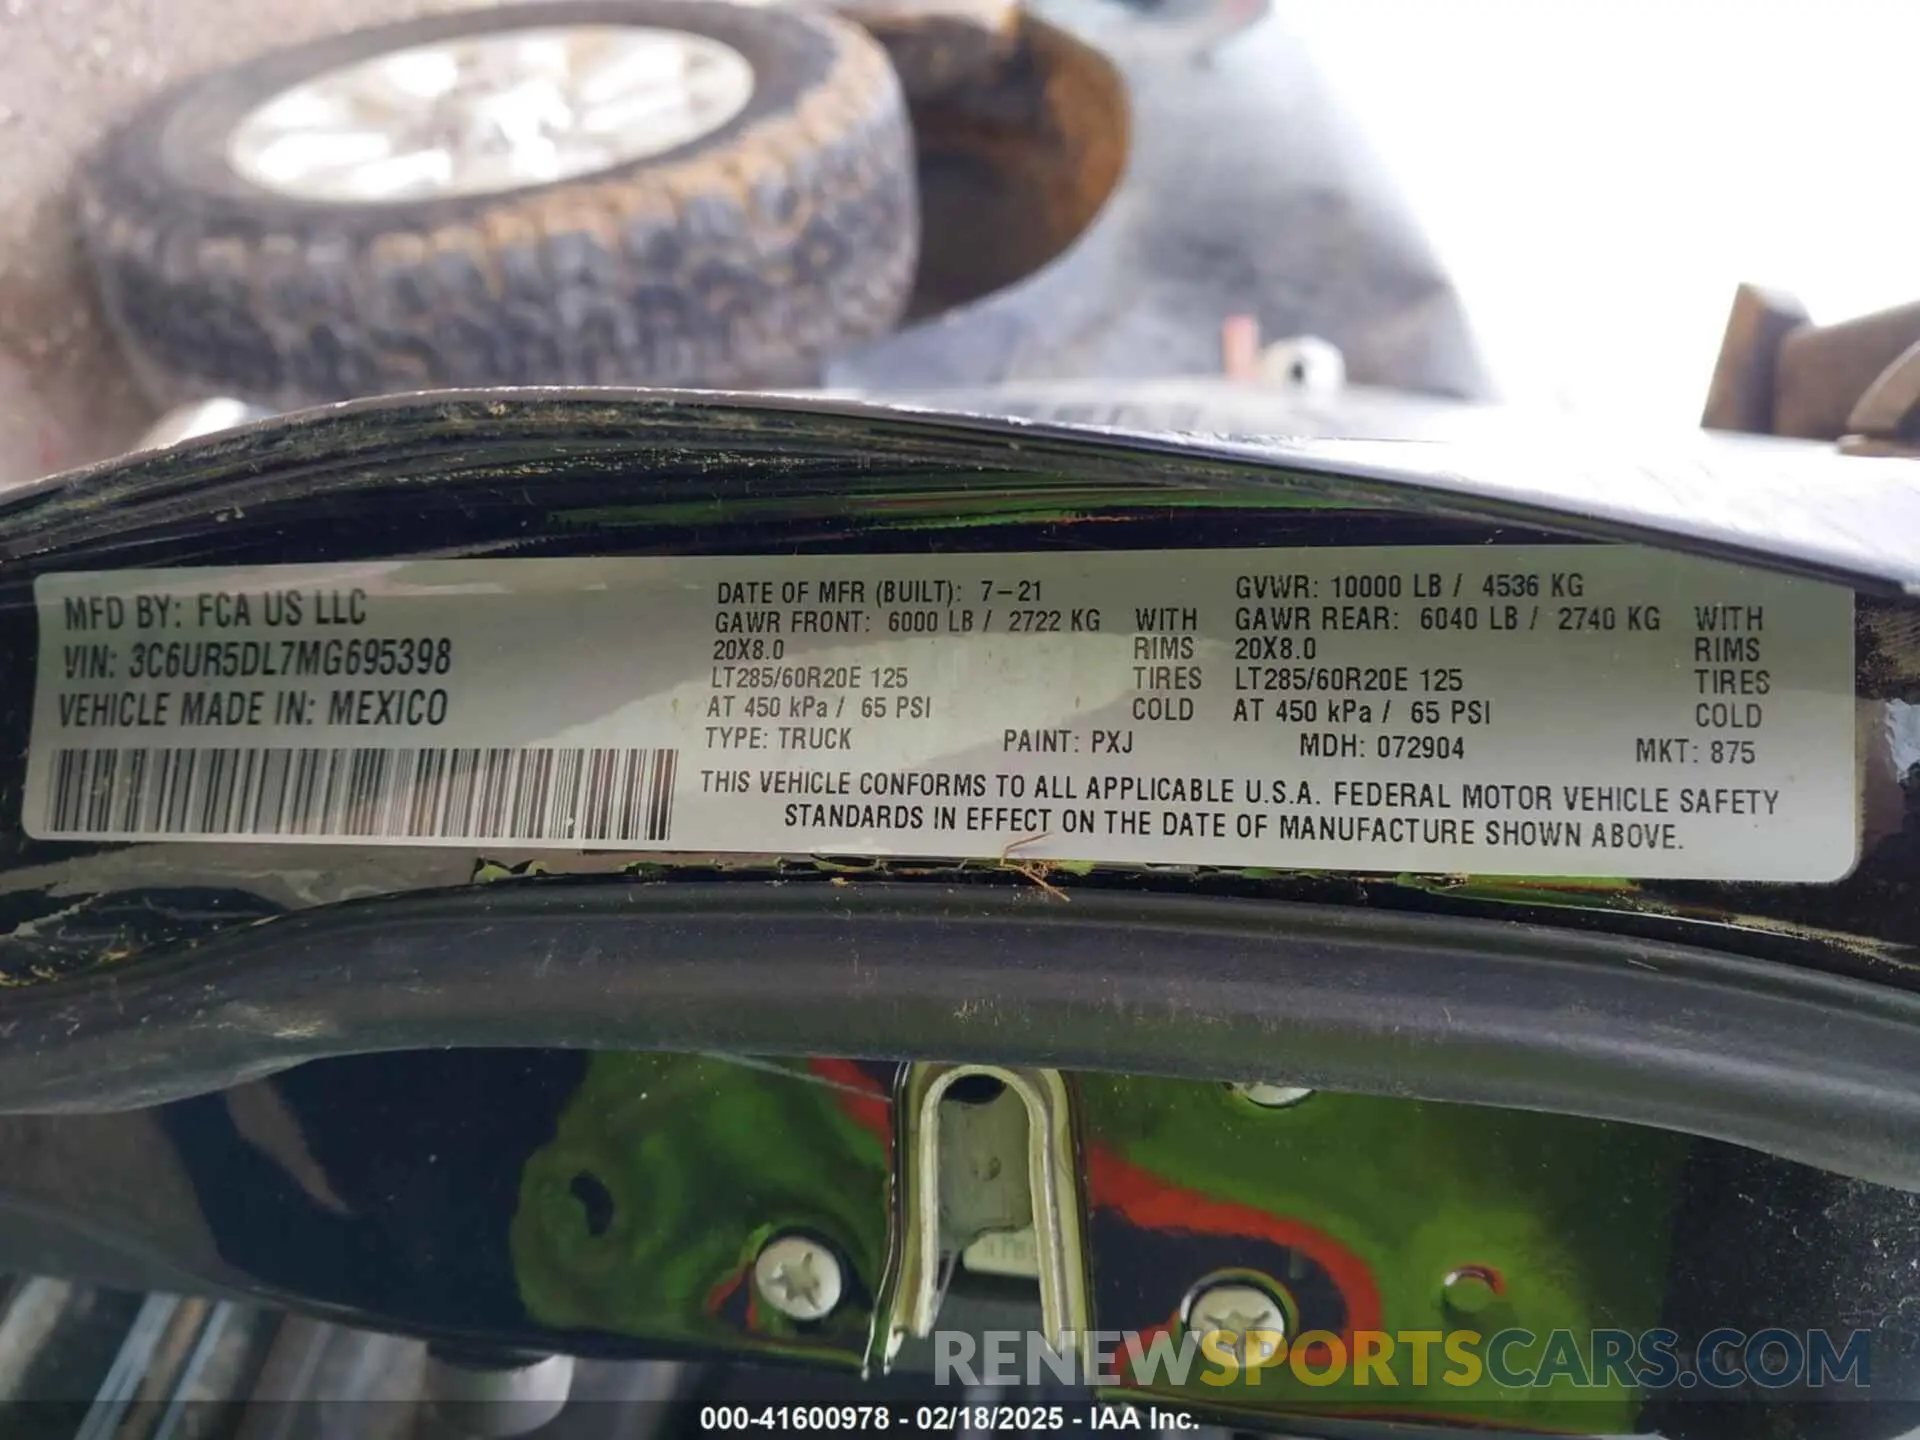 MFD BY: FCA US LLC
VIN: 3C6UR5DL7MG695398
VEHICLE MADE IN: MEXICO
DATE OF MFR (BUILT): 7-21
GAWR FRONT: 6000 LB / 2722 KG WITH
20X8.0 RIMS
LT285/60R20E 125 TIRES
AT 450 kPa / 65 PSI COLD
GVWR: 10000 LB / 4536 KG
GAWR REAR: 6040 LB / 2740 KG WITH
20X8.0 RIMS
LT285/60R20E 125 TIRES
AT 450 kPa / 65 PSI COLD
TYPE: TRUCK PAINT: PXJ MDH: 072904 MKT: 875
THIS VEHICLE CONFORMS TO ALL APPLICABLE U.S.A. FEDERAL MOTOR VEHICLE SAFETY
STANDARDS IN EFFECT ON THE DATE OF MANUFACTURE SHOWN ABOVE.
RENEWSPORTSCARS.COM
000-41600978 - 02/18/2025 - IAA Inc.